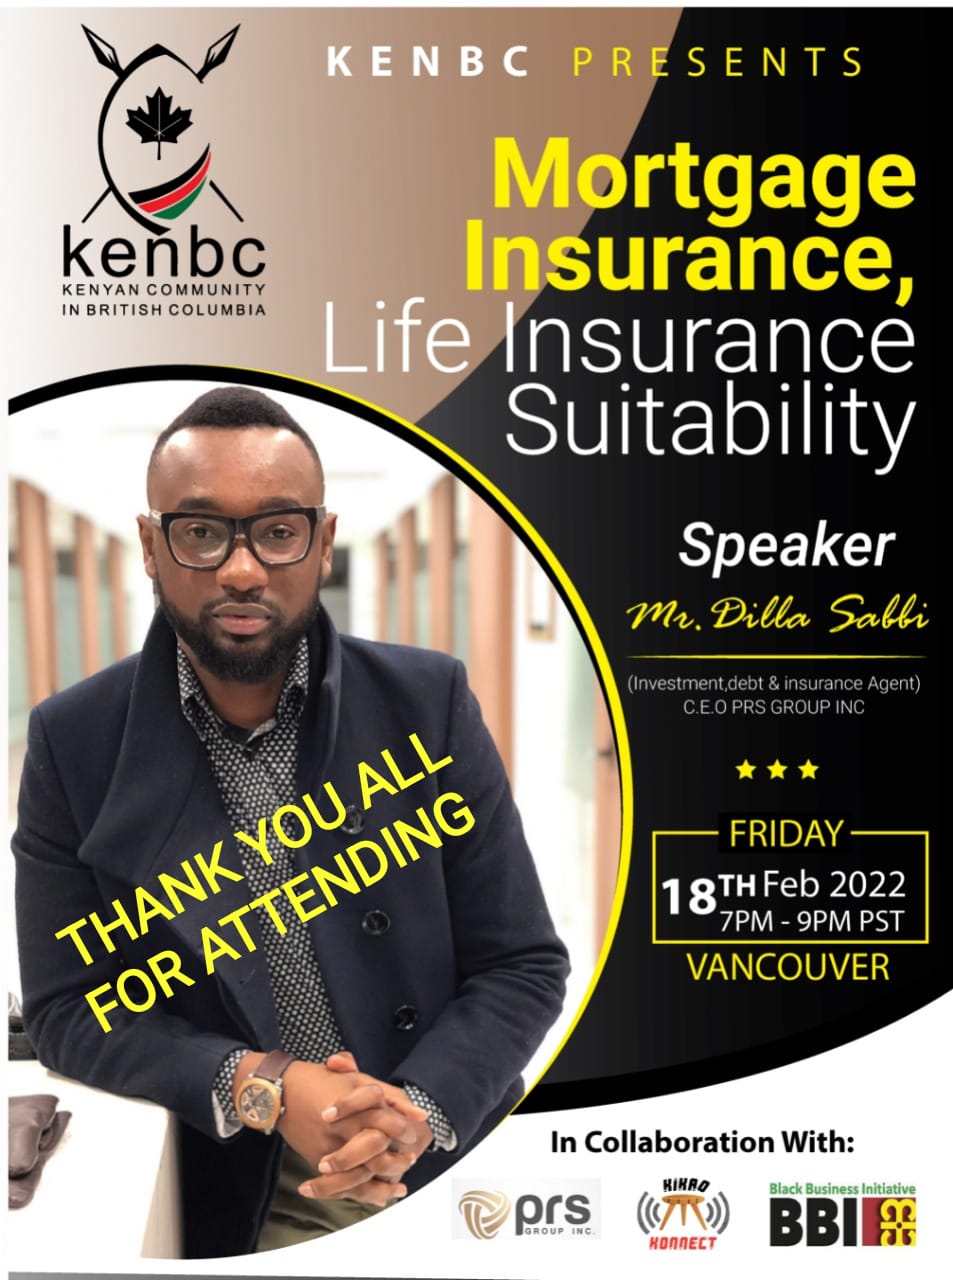 KENBC PRESENTS
kenbc
KENYAN COMMUNITY
IN BRITISH COLUMBIA
Mortgage
Insurance,
Life Insurance
Suitability
Speaker
Mr. Dilla Sabbi
(Investment,debt & insurance Agent)
C.E.O PRS GROUP INC
THANK YOU ALL
FOR ATTENDING
FRIDAY
18TH Feb 2022
7PM - 9PM PST
VANCOUVER
In Collaboration With:
prs
GROUP INC.
KIKAO
KONNECT
Black Business Initiative
BBI